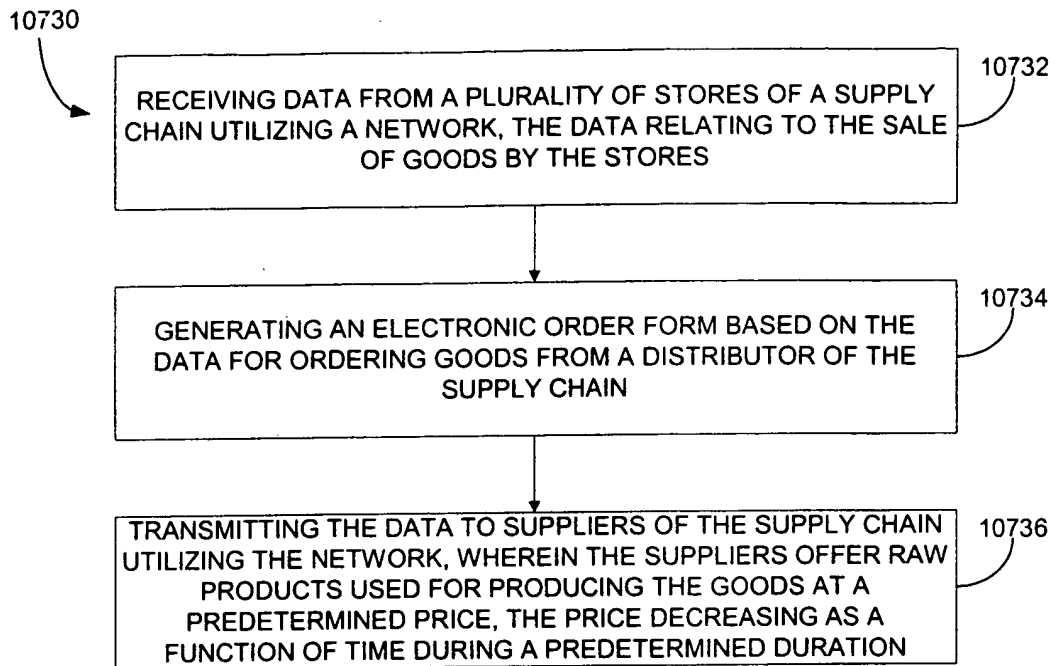 10730
10732
RECEIVING DATA FROM A PLURALITY OF STORES OF A SUPPLY
CHAIN UTILIZING A NETWORK, THE DATA RELATING TO THE SALE
OF GOODS BY THE STORES
10734
GENERATING AN ELECTRONIC ORDER FORM BASED ON THE
DATA FOR ORDERING GOODS FROM A DISTRIBUTOR OF THE
SUPPLY CHAIN
10736
TRANSMITTING THE DATA TO SUPPLIERS OF THE SUPPLY CHAIN
UTILIZING THE NETWORK, WHEREIN THE SUPPLIERS OFFER RAW
PRODUCTS USED FOR PRODUCING THE GOODS AT A
PREDETERMINED PRICE, THE PRICE DECREASING AS A
FUNCTION OF TIME DURING A PREDETERMINED DURATION